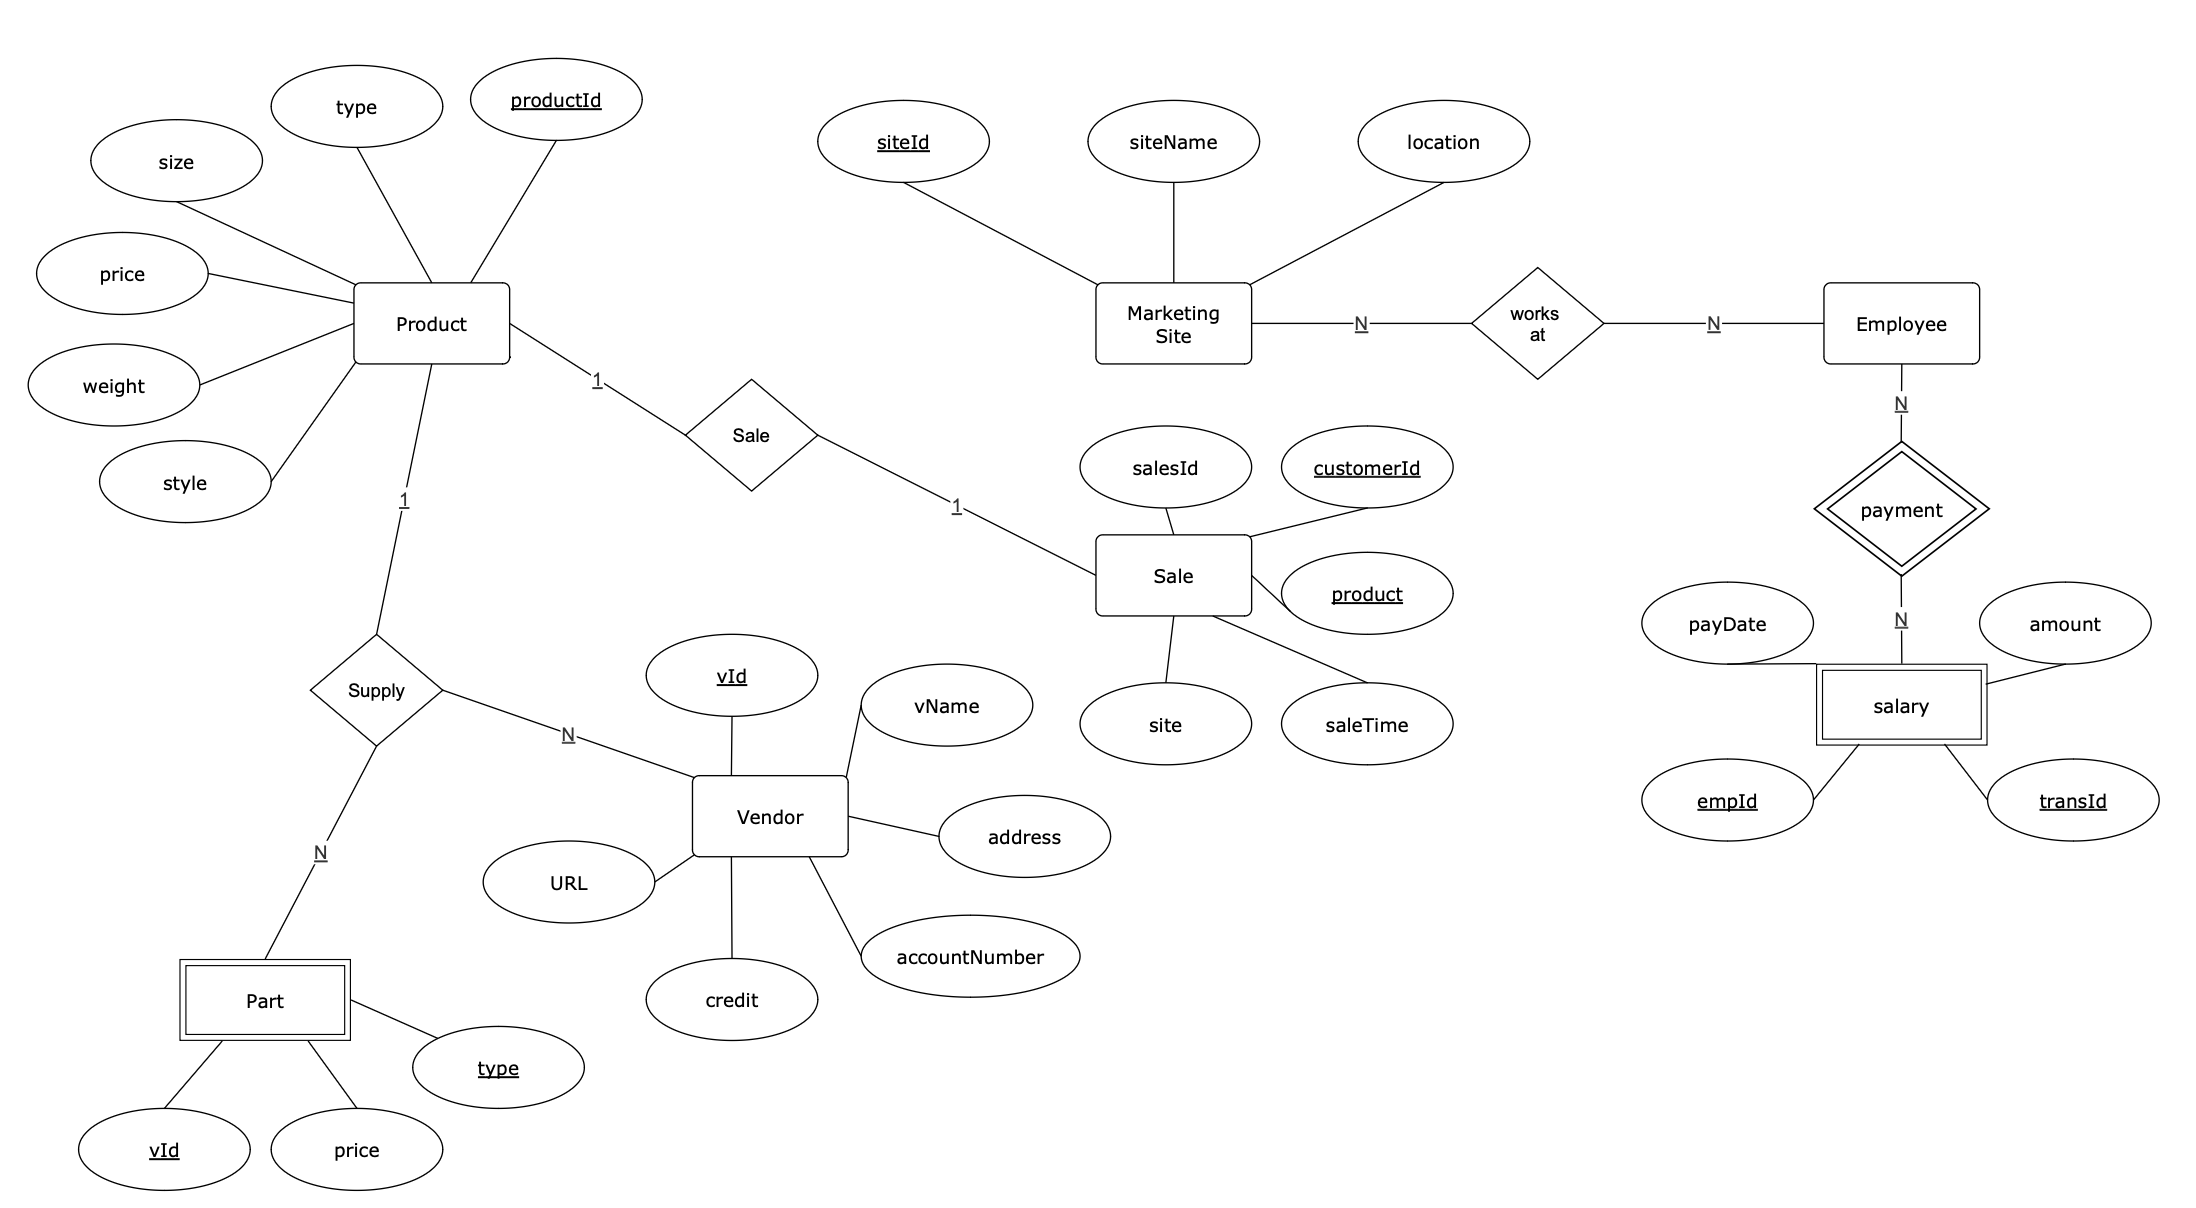 type
productId
size
price
weight
style
Product
1
1
Sale
1
Supply
N
N
siteId
siteName
location
Marketing
Site
N
works
at
N
Employee
N
payment
N
payDate
amount
salary
empId
transId
salesId
customerId
Sale
product
site
saleTime
vId
vName
Vendor
address
URL
accountNumber
credit
Part
type
vId
price